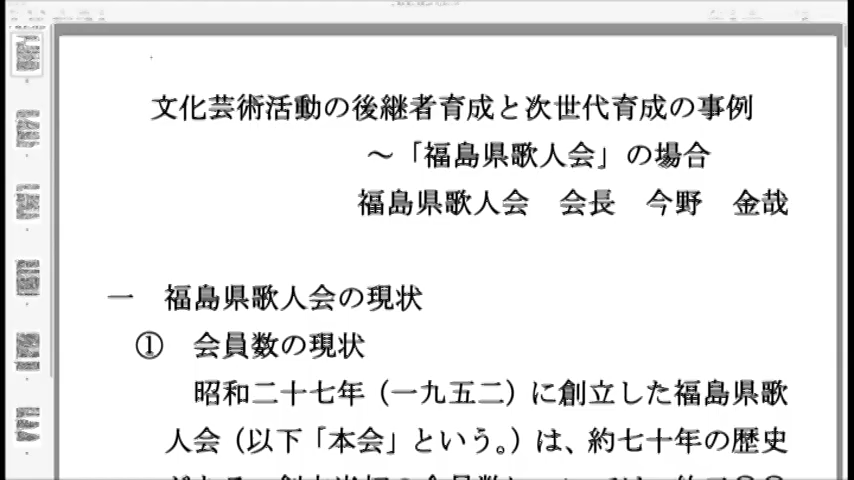 文化芸術活動の後継者育成と次世代育成の事例
～「福島県歌人会」の場合
福島県歌人会　会長　今野　金哉
一　福島県歌人会の現状
①　会員数の現状
昭和二十七年（一九五二）に創立した福島県歌
人会（以下「本会」という。）は、約七十年の歴史